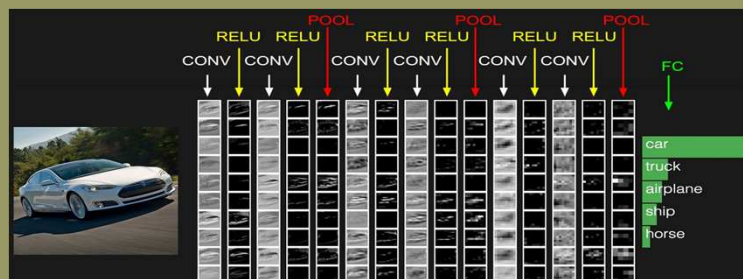 POOL POOL POOL
RELU RELU RELU RELU RELU RELU
CONV CONV CONV CONV CONV CONV
FC
car
truck
airplane
ship
horse